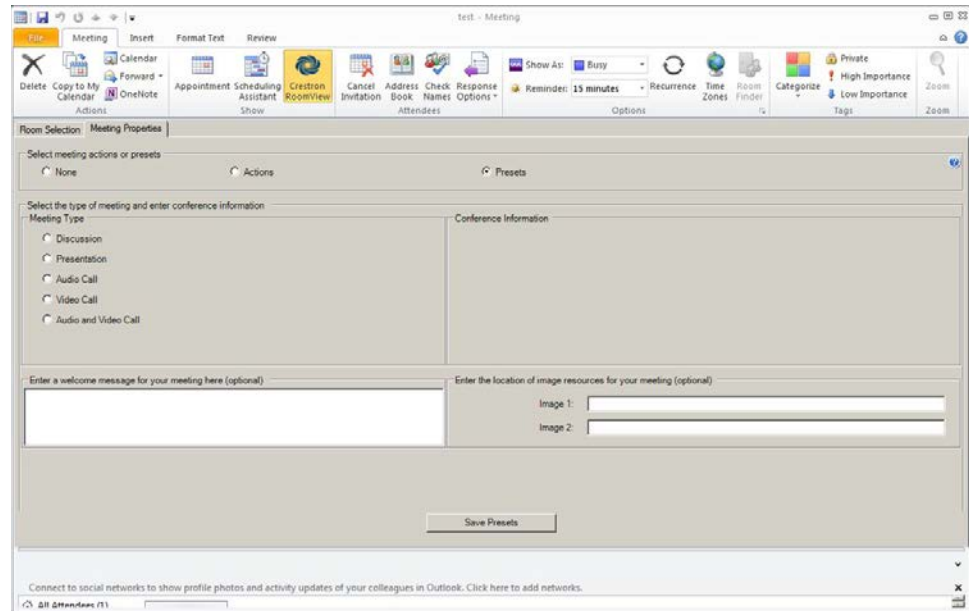 test - Meeting
File Meeting Insert Format Text Review
Delete
Copy to My Calendar
Calendar
Forward
OneNote
Actions
Appointment
Scheduling Assistant
Crestron RoomView
Show
Cancel Invitation
Address Book
Check Names
Response Options
Attendees
Show As: Busy
Reminder: 15 minutes
Recurrence
Time Zones
Room Finder
Options
Categorize
Private
High Importance
Low Importance
Tags
Zoom
Zoom
Room Selection Meeting Properties
Select meeting actions or presets
None Actions Presets
Select the type of meeting and enter conference information
Meeting Type Conference Information
Discussion
Presentation
Audio Call
Video Call
Audio and Video Call
Enter a welcome message for your meeting here (optional) Enter the location of image resources for your meeting (optional)
Image 1:
Image 2:
Save Presets
Connect to social networks to show profile photos and activity updates of your colleagues in Outlook. Click here to add networks.
All Attendees (1)